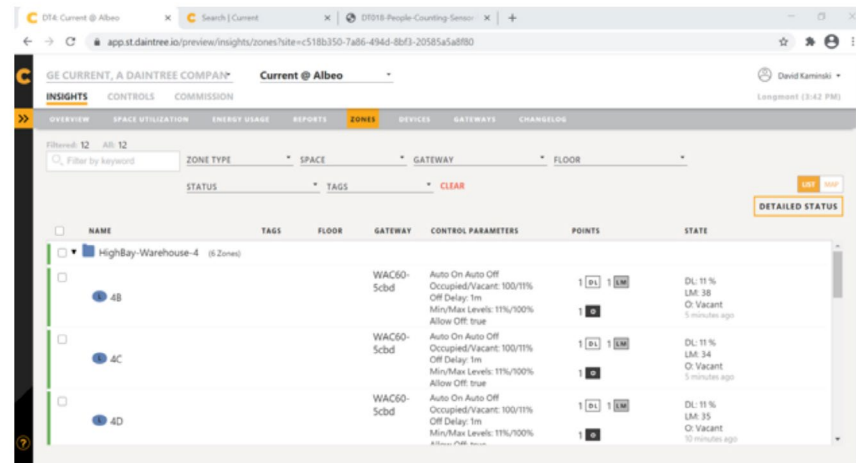 DT4: Current @ Albeo
Search | Current
DT018-People-Counting-Sensor
app.st.daintree.io/preview/insights/zones?site=c518b350-7a86-494d-8bf3-20585a5a8f80
GE CURRENT, A DAINTREE COMPAN
Current @ Albeo
David Kaminski
INSIGHTS CONTROLS COMMISSION
Longmont (3:42 PM)
OVERVIEW SPACE UTILIZATION ENERGY USAGE REPORTS ZONES DEVICES GATEWAYS CHANGELOG
Filtered: 12 All: 12
Filter by keyword
ZONE TYPE SPACE GATEWAY FLOOR
STATUS TAGS CLEAR
LIST MAP
DETAILED STATUS
NAME TAGS FLOOR GATEWAY CONTROL PARAMETERS POINTS STATE
HighBay-Warehouse-4 (6 Zones)
4B
WAC60-
5cbd
Auto On Auto Off
Occupied/Vacant: 100/11%
Off Delay: 1m
Min/Max Levels: 11%/100%
Allow Off: true
1 DL 1 LM
1 O
DL: 11 %
LM: 38
O: Vacant
5 minutes ago
4C
WAC60-
5cbd
Auto On Auto Off
Occupied/Vacant: 100/11%
Off Delay: 1m
Min/Max Levels: 11%/100%
Allow Off: true
1 DL 1 LM
1 O
DL: 11 %
LM: 34
O: Vacant
5 minutes ago
4D
WAC60-
5cbd
Auto On Auto Off
Occupied/Vacant: 100/11%
Off Delay: 1m
Min/Max Levels: 11%/100%
Allow Off: true
1 DL 1 LM
1 O
DL: 11 %
LM: 35
O: Vacant
10 minutes ago